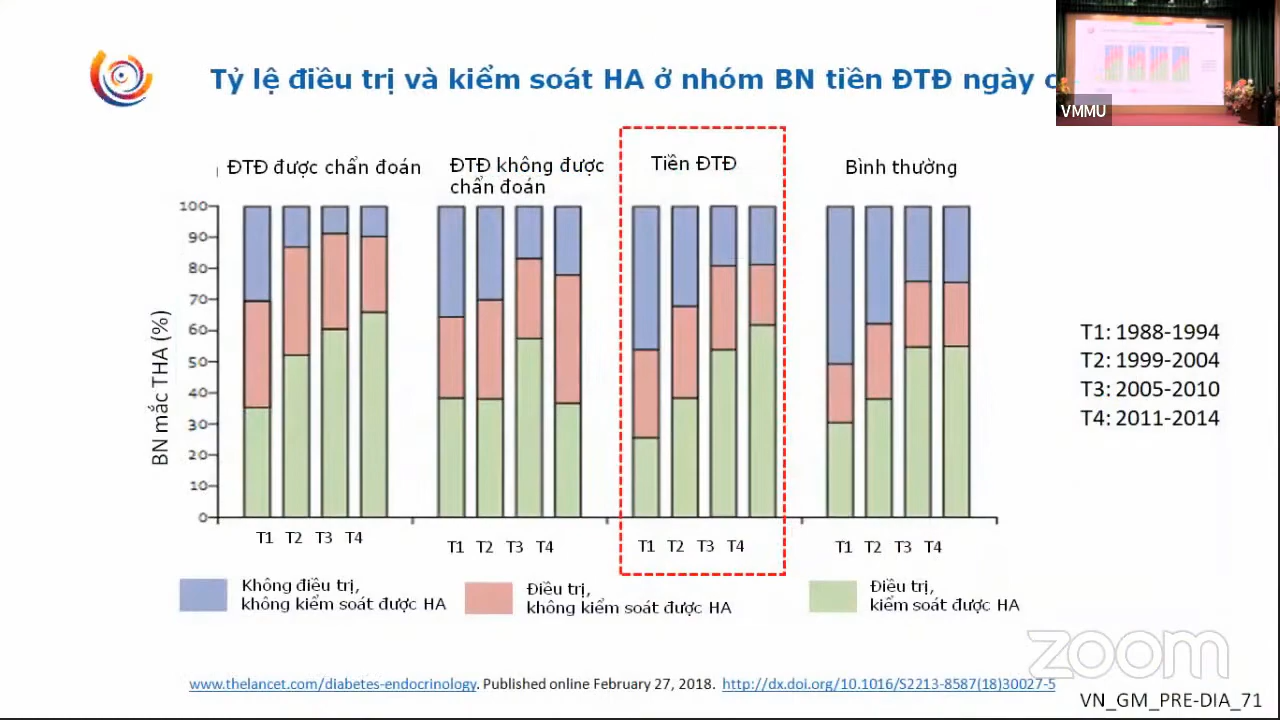 Tỷ lệ điều trị và kiểm soát HA ở nhóm BN tiền ĐTĐ ngày
VMMU
ĐTĐ được chẩn đoán
ĐTĐ không được
chẩn đoán
Tiền ĐTĐ
Bình thường
BN mắc THA (%)
100
90
80
70
60
50
40
30
20
10
0
T1 T2 T3 T4
T1 T2 T3 T4
T1 T2 T3 T4
T1 T2 T3 T4
T1: 1988-1994
T2: 1999-2004
T3: 2005-2010
T4: 2011-2014
Không điều trị,
không kiểm soát được HA
Điều trị,
không kiểm soát được HA
Điều trị,
kiểm soát được HA
zoom
www.thelancet.com/diabetes-endocrinology. Published online February 27, 2018. http://dx.doi.org/10.1016/S2213-8587(18)30027-5
VN_GM_PRE-DIA_71